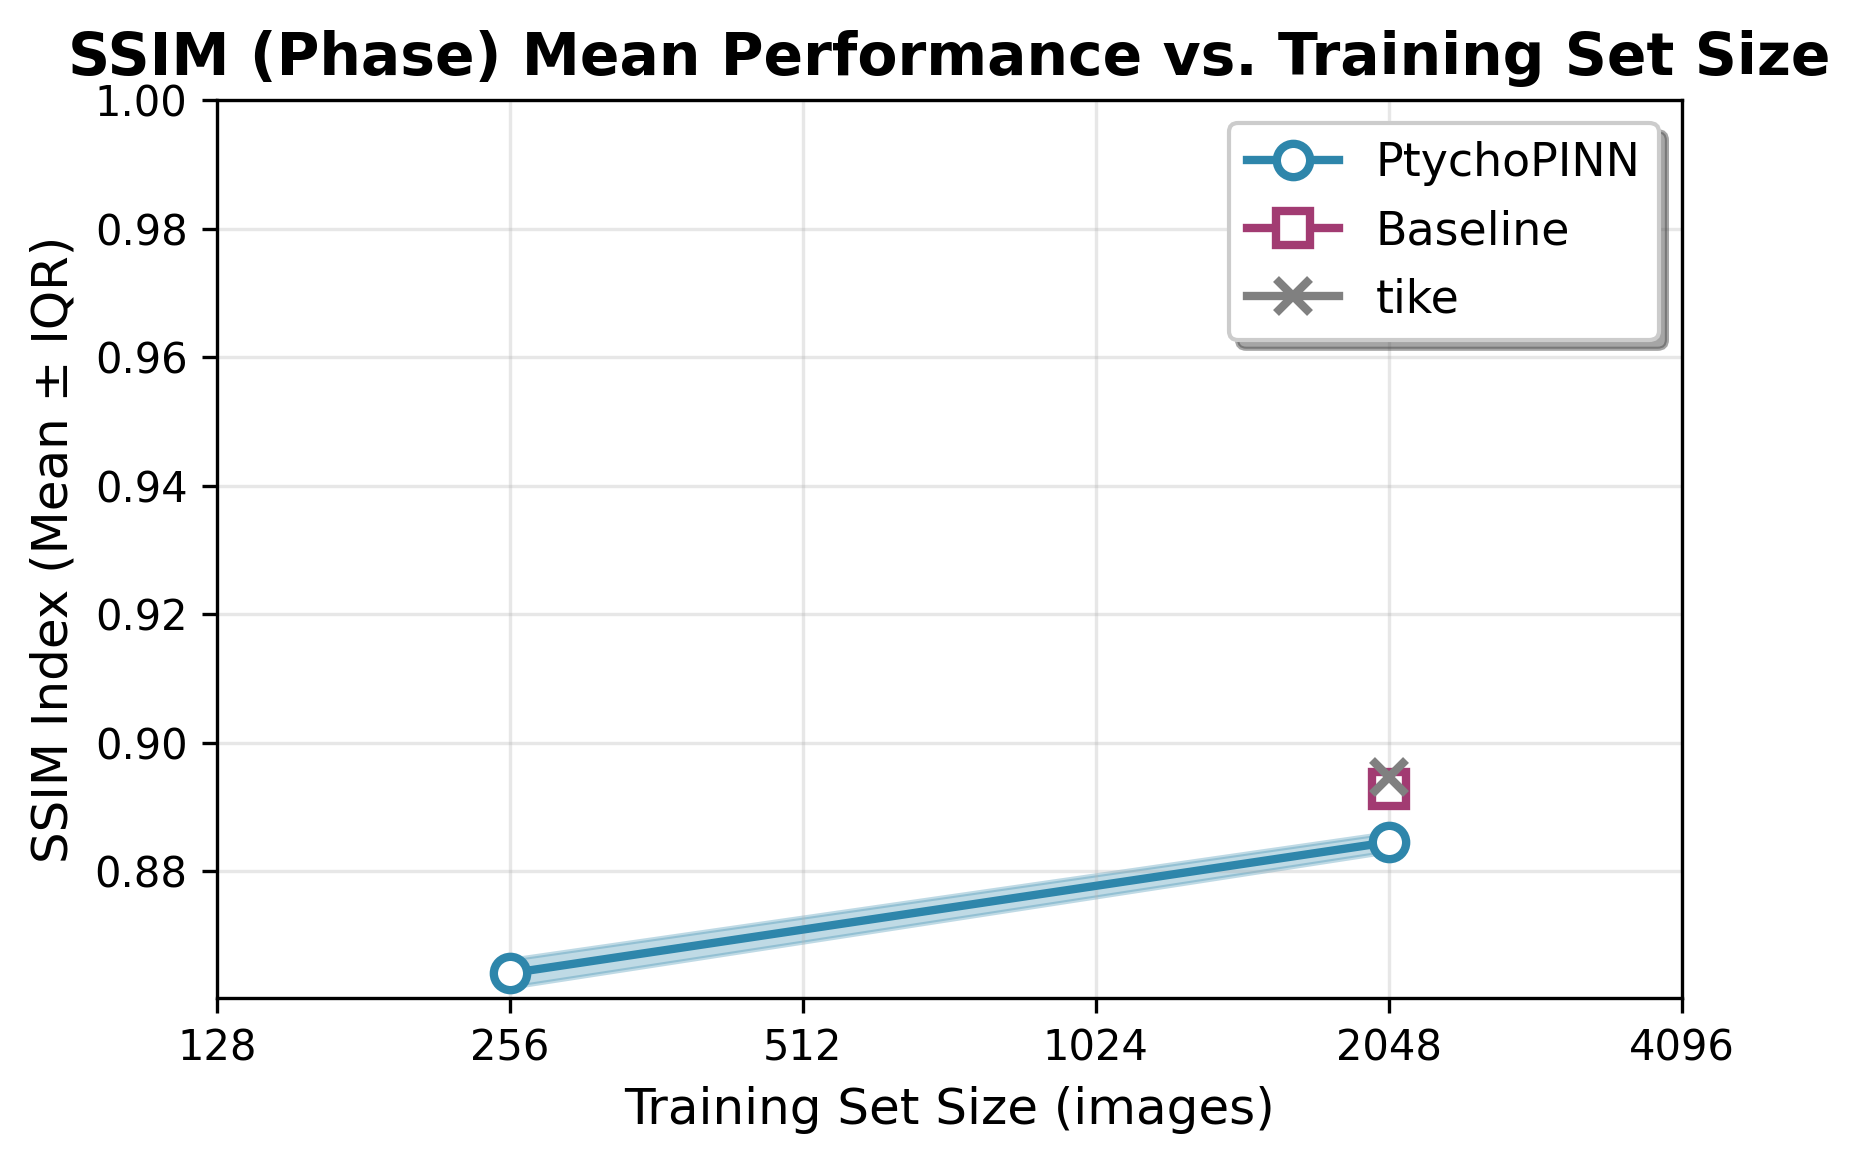 SSIM (Phase) Mean Performance vs. Training Set Size
SSIM Index (Mean ± IQR)
1.00
0.98
0.96
0.94
0.92
0.90
0.88
PtychoPINN
Baseline
tike
128 256 512 1024 2048 4096
Training Set Size (images)